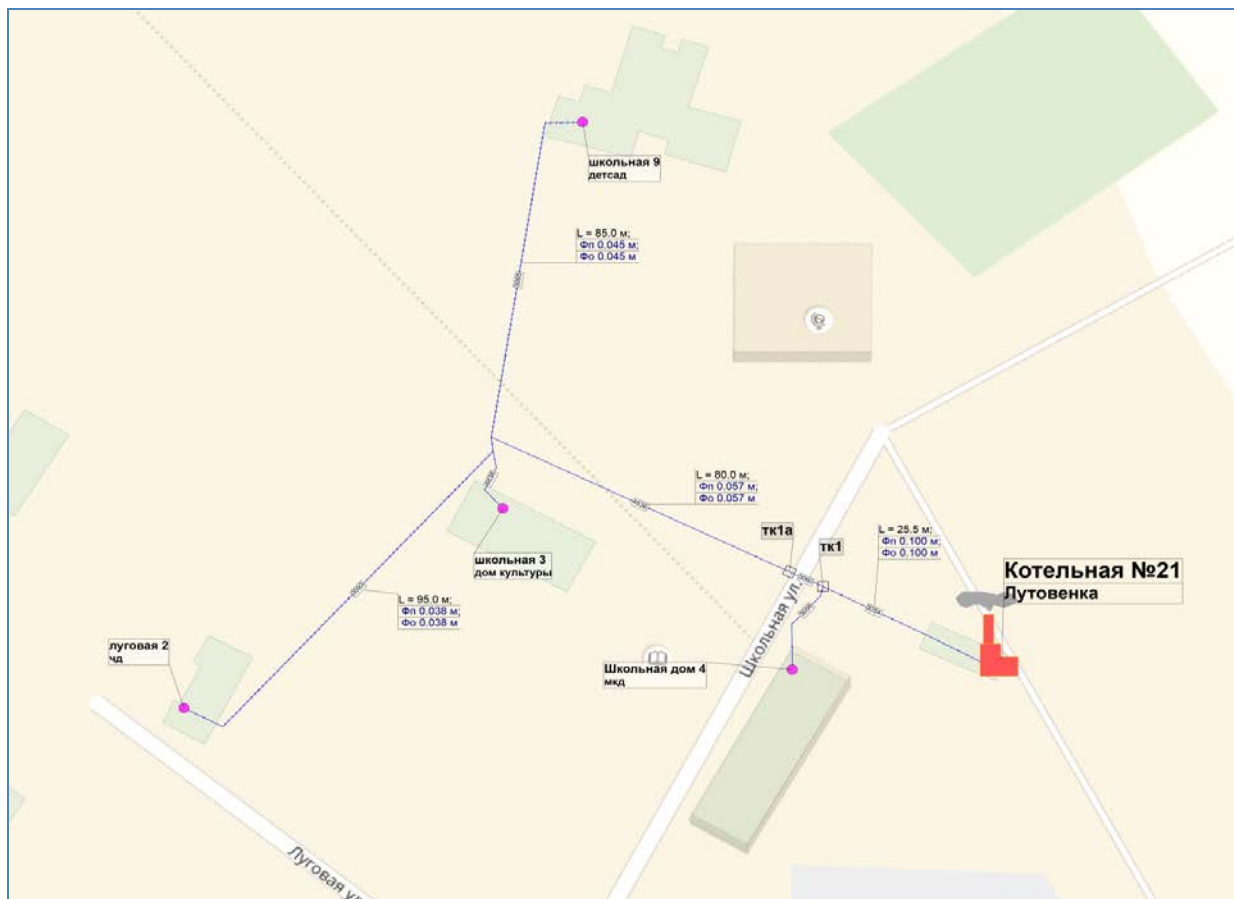 школьная 9
детсад
L = 85.0 м;
Фп 0.045 м;
Фо 0.045 м
L = 80.0 м;
Фп 0.057 м;
Фо 0.057 м
тк1а
тк1
L = 25.5 м;
Фп 0.100 м;
Фо 0.100 м
Котельная №21
Лутовенка
школьная 3
дом культуры
L = 95.0 м;
Фп 0.038 м;
Фо 0.038 м
луговая 2
чд
Школьная дом 4
мкд
Школьная ул.
Луговая ул